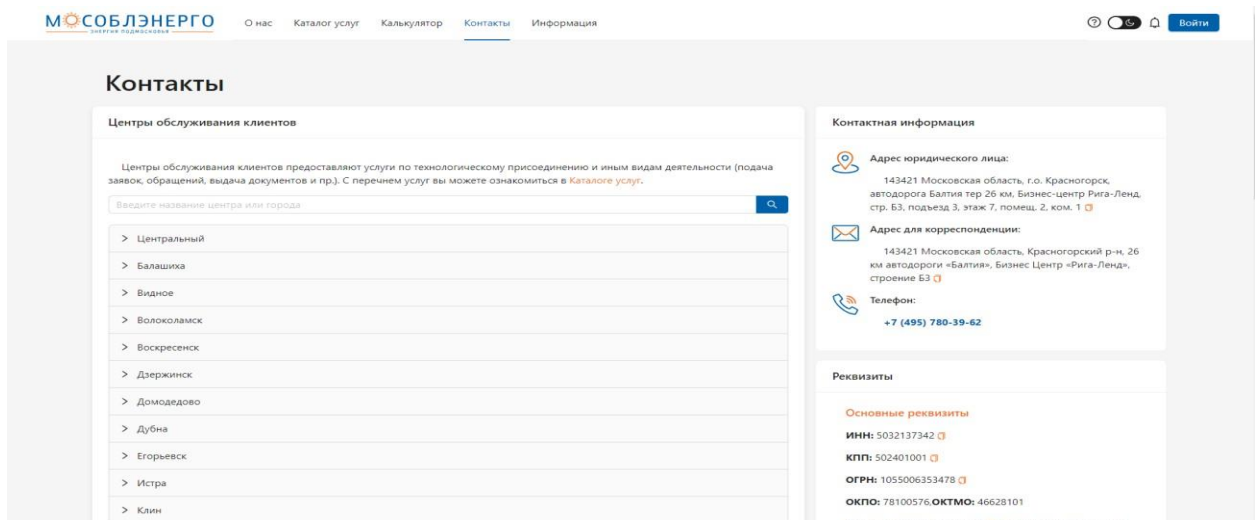 МОСОБЛЭНЕРГО
ЭНЕРГИЯ ПОДМОСКОВЬЯ
О нас Каталог услуг Калькулятор Контакты Информация
Войти
Контакты
Центры обслуживания клиентов
Центры обслуживания клиентов предоставляют услуги по технологическому присоединению и иным видам деятельности (подача
заявок, обращений, выдача документов и пр.). С перечнем услуг вы можете ознакомиться в Каталоге услуг.
Введите название центра или города
Центральный
Балашиха
Видное
Волоколамск
Воскресенск
Дзержинск
Домодедово
Дубна
Егорьевск
Истра
Клин
Контактная информация
Адрес юридического лица:
143421 Московская область, г.о. Красногорск,
автодорога Балтия тер 26 км, Бизнес-центр Рига-Ленд,
стр. Б3, подъезд 3, этаж 7, помещ. 2, ком. 1
Адрес для корреспонденции:
143421 Московская область, Красногорский р-н, 26
км автодороги «Балтия», Бизнес Центр «Рига-Ленд»,
строение Б3
Телефон:
+7 (495) 780-39-62
Реквизиты
Основные реквизиты
ИНН: 5032137342
КПП: 502401001
ОГРН: 1055006353478
ОКПО: 78100576,ОКТМО: 46628101